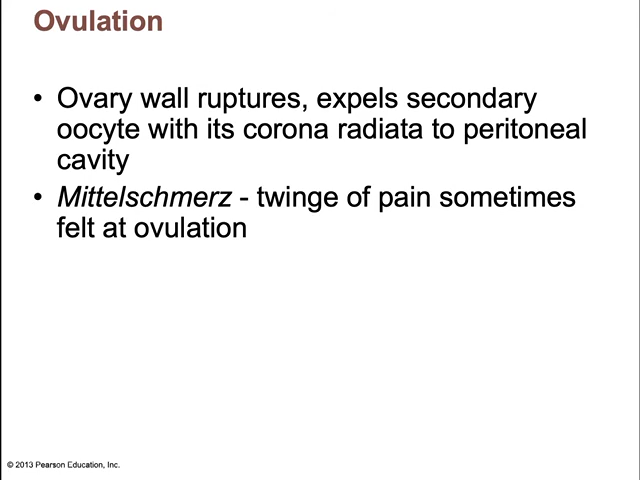 Ovulation
• Ovary wall ruptures, expels secondary
oocyte with its corona radiata to peritoneal
cavity
• Mittelschmerz - twinge of pain sometimes
felt at ovulation
© 2013 Pearson Education, Inc.